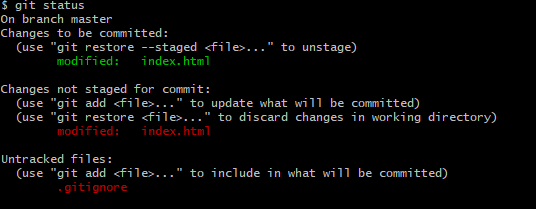 $ git status
On branch master
Changes to be committed:
  (use "git restore --staged <file>..." to unstage)
        modified:   index.html

Changes not staged for commit:
  (use "git add <file>..." to update what will be committed)
  (use "git restore <file>..." to discard changes in working directory)
        modified:   index.html

Untracked files:
  (use "git add <file>..." to include in what will be committed)
        .gitignore